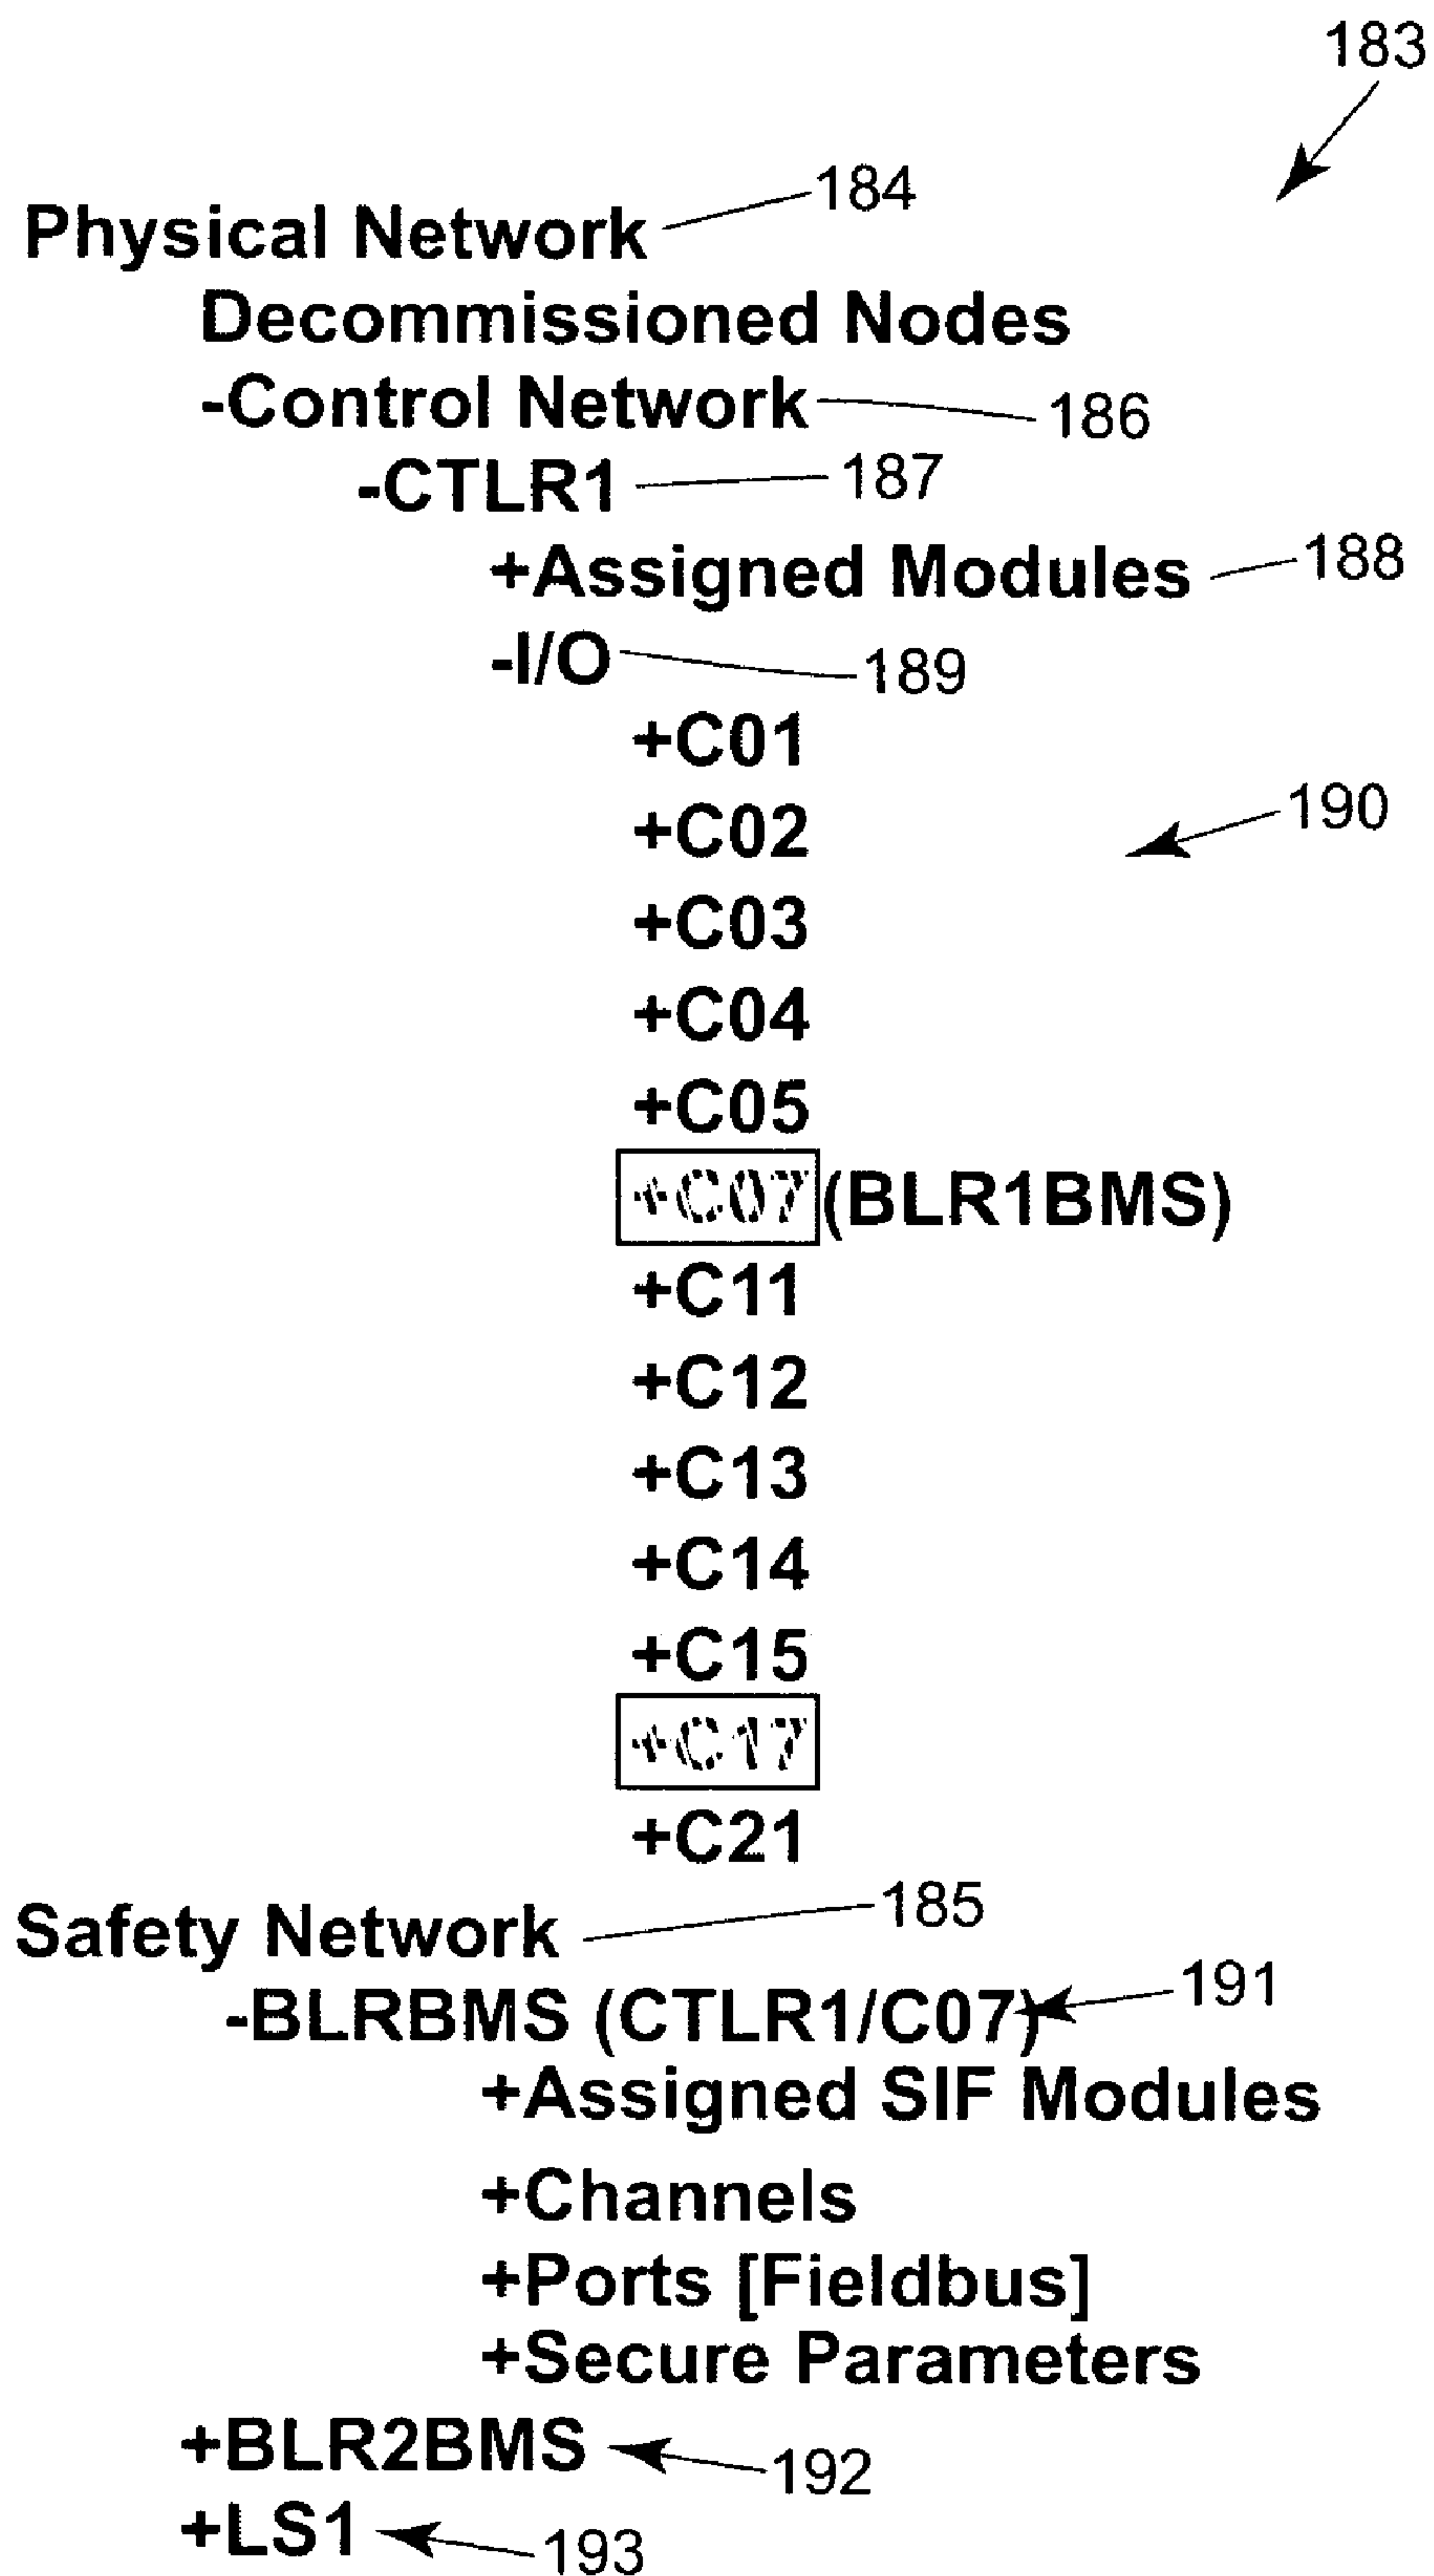 183
Physical Network 184
Decommissioned Nodes
-Control Network 186
-CTLR1 187
+Assigned Modules 188
-I/O 189
+C01
+C02 190
+C03
+C04
+C05
+C07 (BLR1BMS)
+C11
+C12
+C13
+C14
+C15
+C17
+C21
Safety Network 185
-BLRBMS (CTLR1/C07) 191
+Assigned SIF Modules
+Channels
+Ports [Fieldbus]
+Secure Parameters
+BLR2BMS 192
+LS1 193